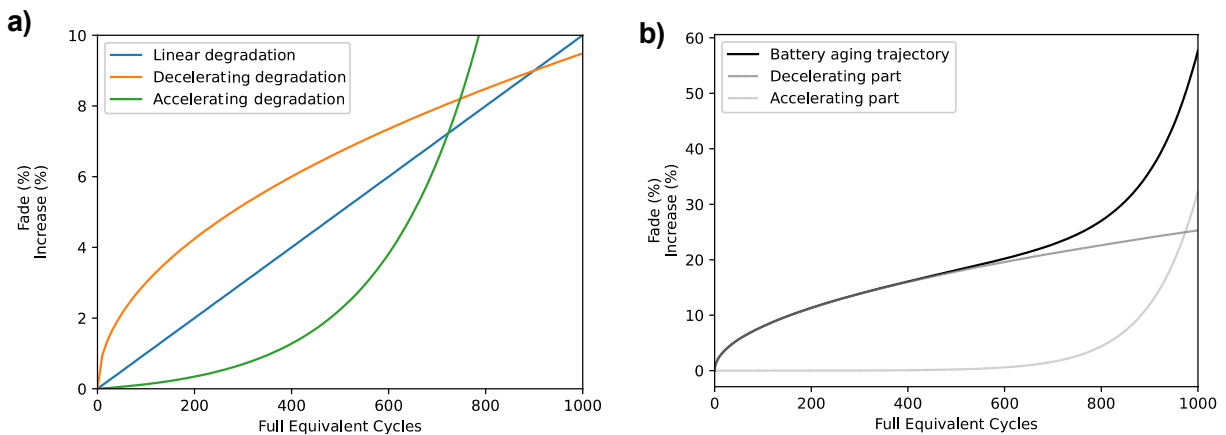 a)
10
8
6
4
2
0
Fade (%)
Increase (%)
Linear degradation
Decelerating degradation
Accelerating degradation
0 200 400 600 800 1000
Full Equivalent Cycles
b)
60
50
40
30
20
10
0
Fade (%)
Increase (%)
Battery aging trajectory
Decelerating part
Accelerating part
0 200 400 600 800 1000
Full Equivalent Cycles